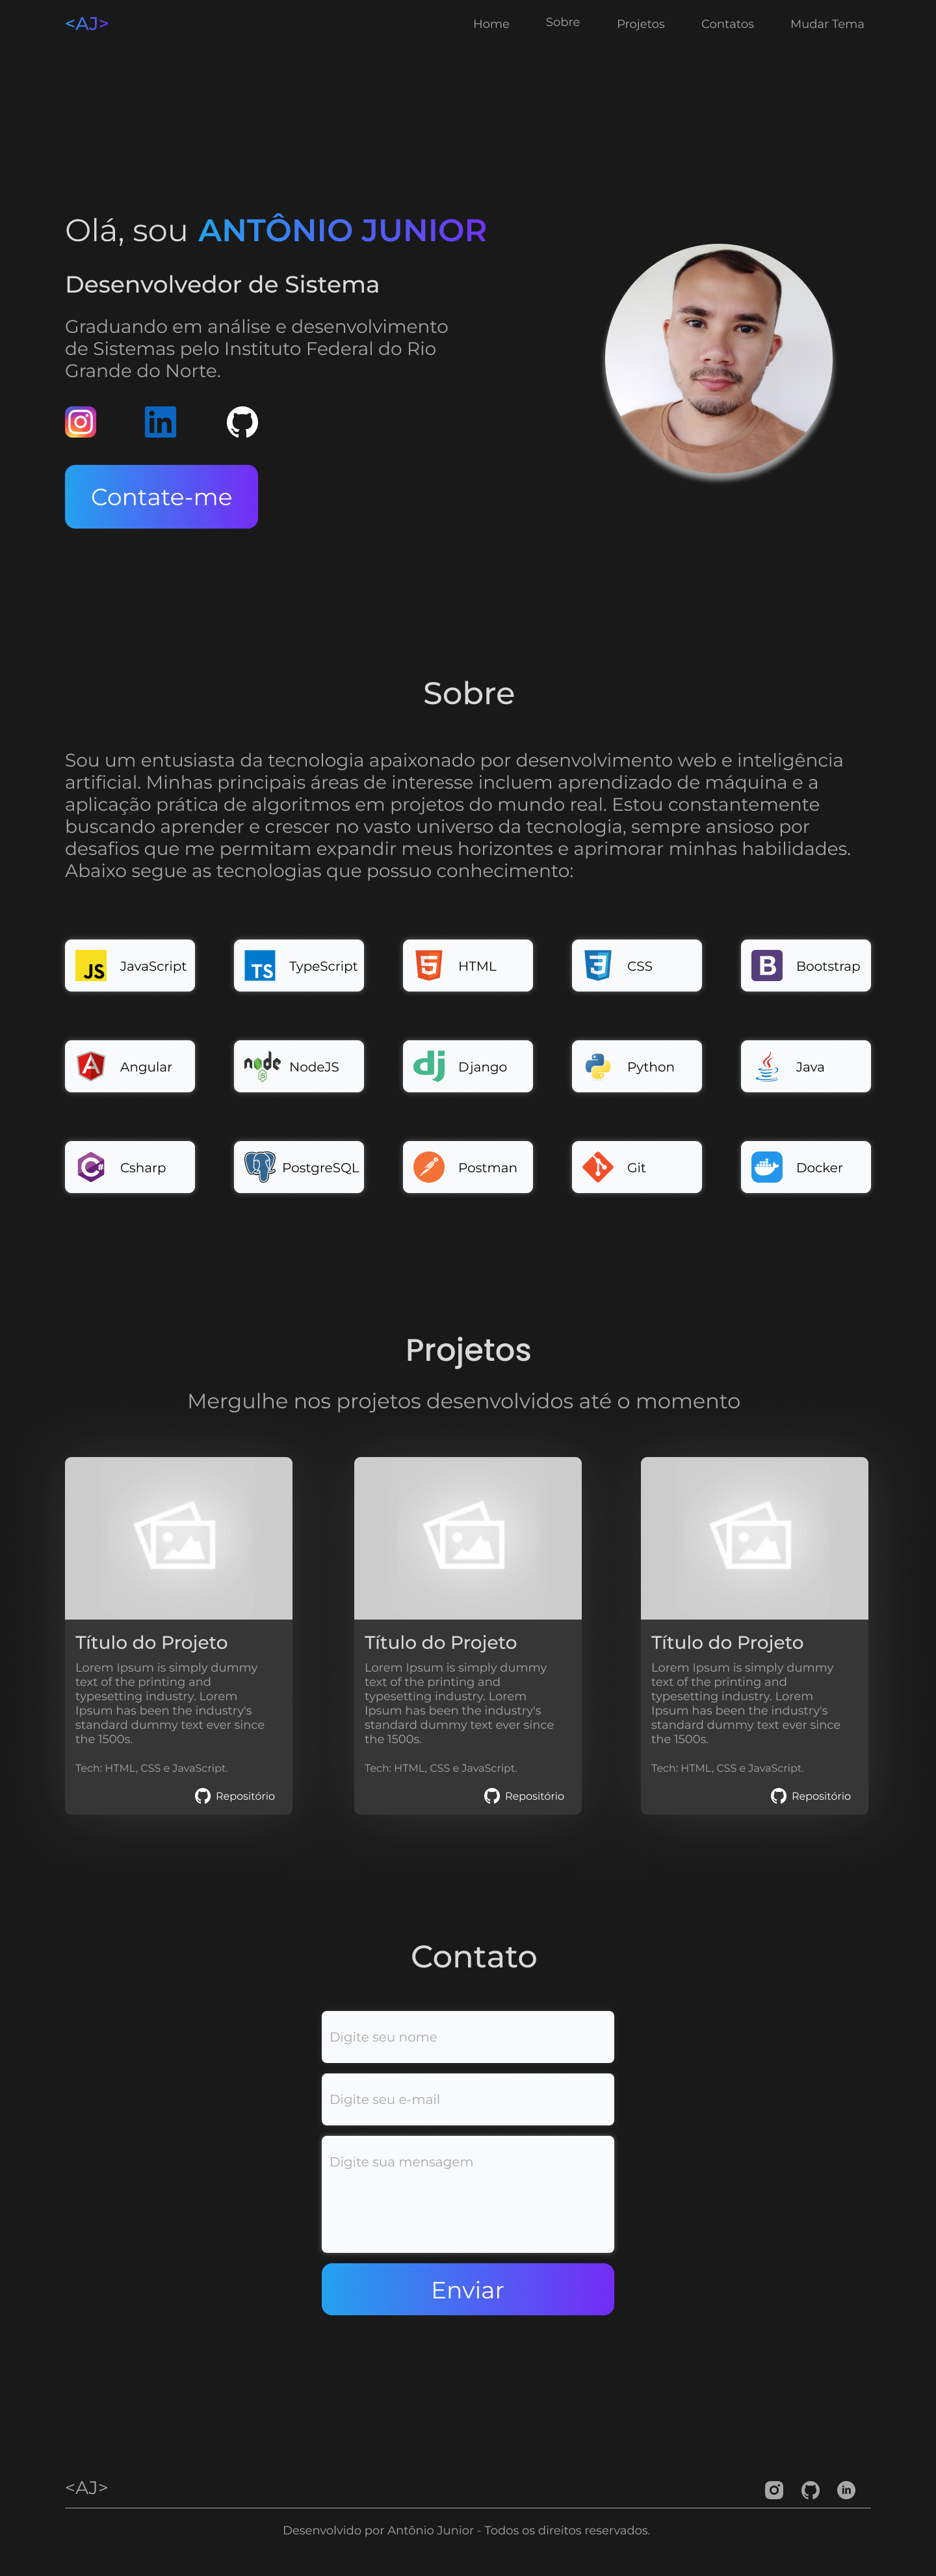 <AJ>
Home
Sobre
Projetos
Contatos
Mudar Tema
Olá, sou ANTÔNIO JUNIOR
Desenvolvedor de Sistema
Graduando em análise e desenvolvimento
de Sistemas pelo Instituto Federal do Rio
Grande do Norte.
in
Contate-me
Sobre
Sou um entusiasta da tecnologia apaixonado por desenvolvimento web e inteligência
artificial. Minhas principais áreas de interesse incluem aprendizado de máquina e a
aplicação prática de algoritmos em projetos do mundo real. Estou constantemente
buscando aprender e crescer no vasto universo da tecnologia, sempre ansioso por
desafios que me permitam expandir meus horizontes e aprimorar minhas habilidades.
Abaixo segue as tecnologias que possuo conhecimento:
JS JavaScript
TS TypeScript
5 HTML
3 CSS
B Bootstrap
A Angular
node JS NodeJS
dj Django
Python
Java
C# Csharp
PostgreSQL
Postman
Git
Docker
Projetos
Mergulhe nos projetos desenvolvidos até o momento
Título do Projeto
Lorem Ipsum is simply dummy
text of the printing and
typesetting industry. Lorem
Ipsum has been the industry's
standard dummy text ever since
the 1500s.
Tech: HTML, CSS e JavaScript.
Repositório
Título do Projeto
Lorem Ipsum is simply dummy
text of the printing and
typesetting industry. Lorem
Ipsum has been the industry's
standard dummy text ever since
the 1500s.
Tech: HTML, CSS e JavaScript.
Repositório
Título do Projeto
Lorem Ipsum is simply dummy
text of the printing and
typesetting industry. Lorem
Ipsum has been the industry's
standard dummy text ever since
the 1500s.
Tech: HTML, CSS e JavaScript.
Repositório
Contato
Digite seu nome
Digite seu e-mail
Digite sua mensagem
Enviar
<AJ>
in
Desenvolvido por Antônio Junior - Todos os direitos reservados.